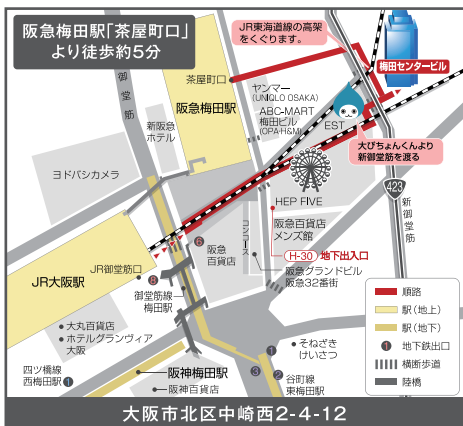 阪急梅田駅「茶屋町口」
より徒歩約5分
JR東海道線の高架
をくぐります。
梅田センタービル
茶屋町口
ヤンマー
(UNIQLO OSAKA)
ABC-MART
梅田ビル
(OPA・H&M)
EST
大ぴちょんくんより
新御堂筋を渡る
御堂筋
阪急梅田駅
新阪急
ホテル
ヨドバシカメラ
HEP FIVE
423
新御堂筋
阪急百貨店
メンズ館
H-30 地下出入口
コンコース
阪急グランドビル
阪急32番街
6
阪急
百貨店
JR御堂筋口
8
JR大阪駅
御堂筋線
梅田駅
大丸百貨店
ホテルグランヴィア
大阪
四ツ橋線
西梅田駅 1
阪神梅田駅
阪神百貨店
そねざき
けいさつ
1
2
3
谷町線
東梅田駅
順路
駅(地上)
駅(地下)
1 地下鉄出口
横断歩道
陸橋
大阪市北区中崎西2-4-12